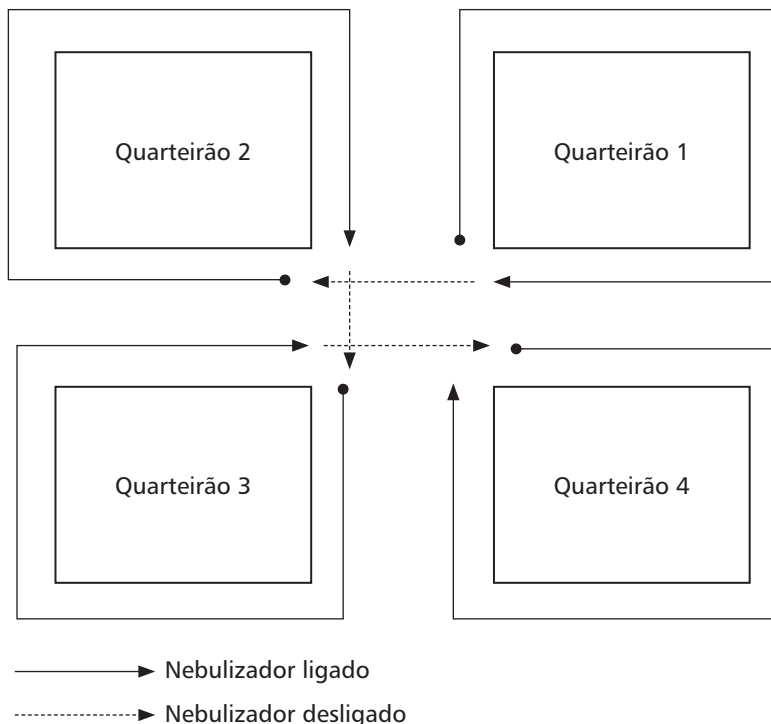 Quarteirão 2
Quarteirão 1
Quarteirão 3
Quarteirão 4
Nebulizador ligado
Nebulizador desligado